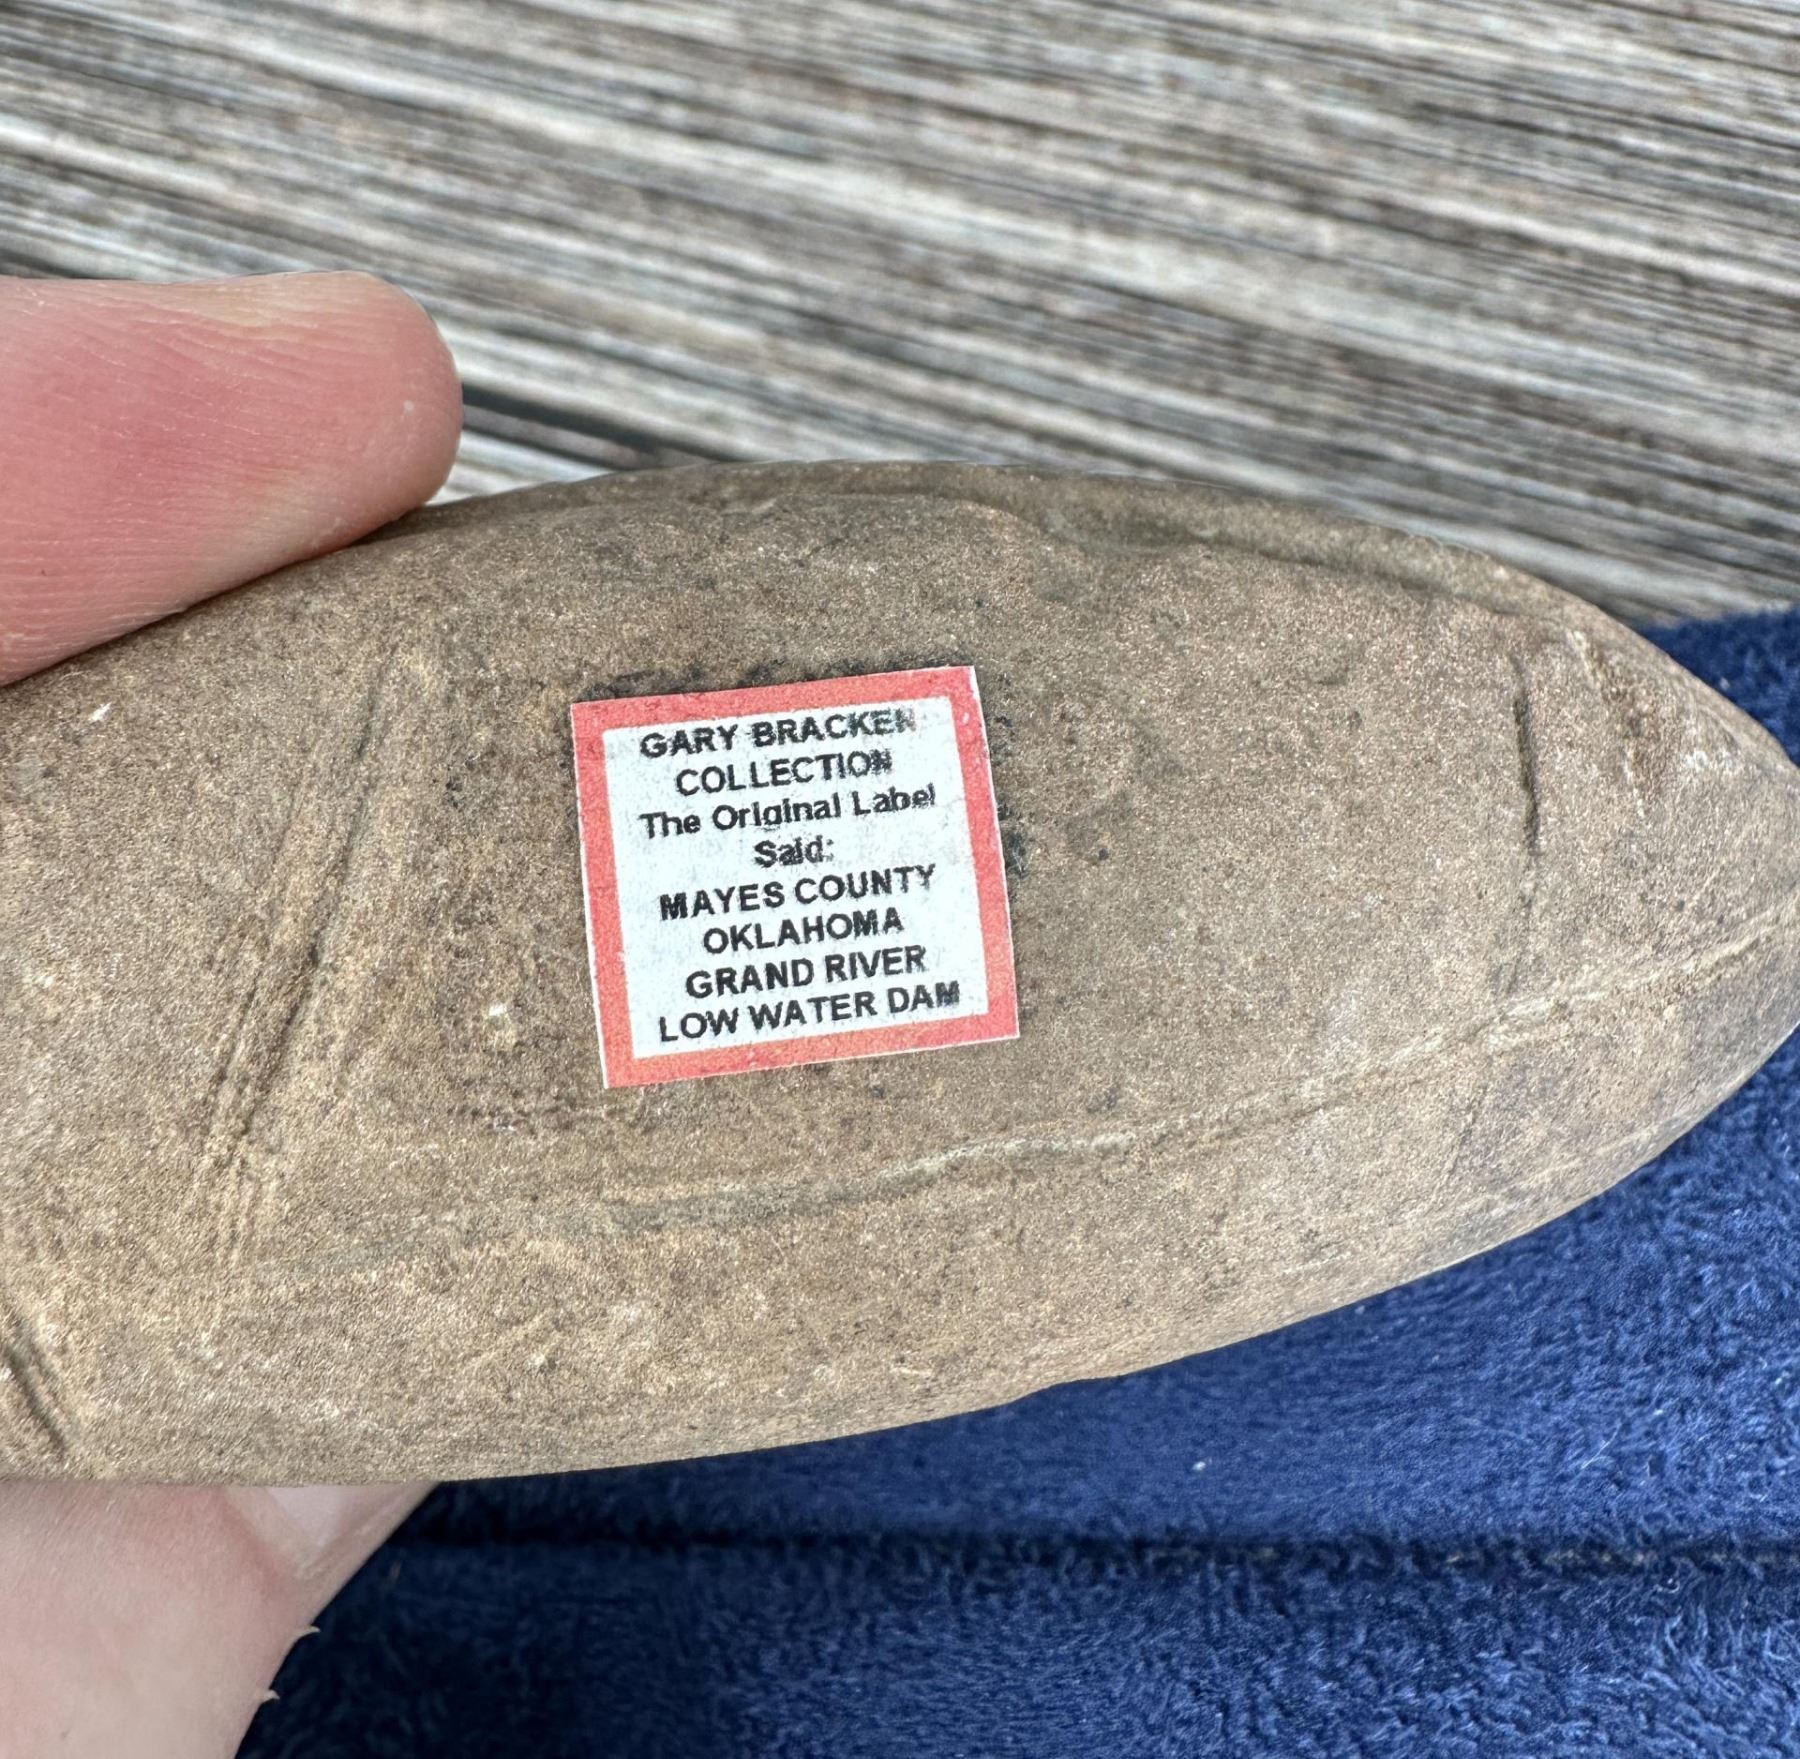 GARY BRACKEN
COLLECTION
The Original Label
Said:
MAYES COUNTY
OKLAHOMA
GRAND RIVER
LOW WATER DAM